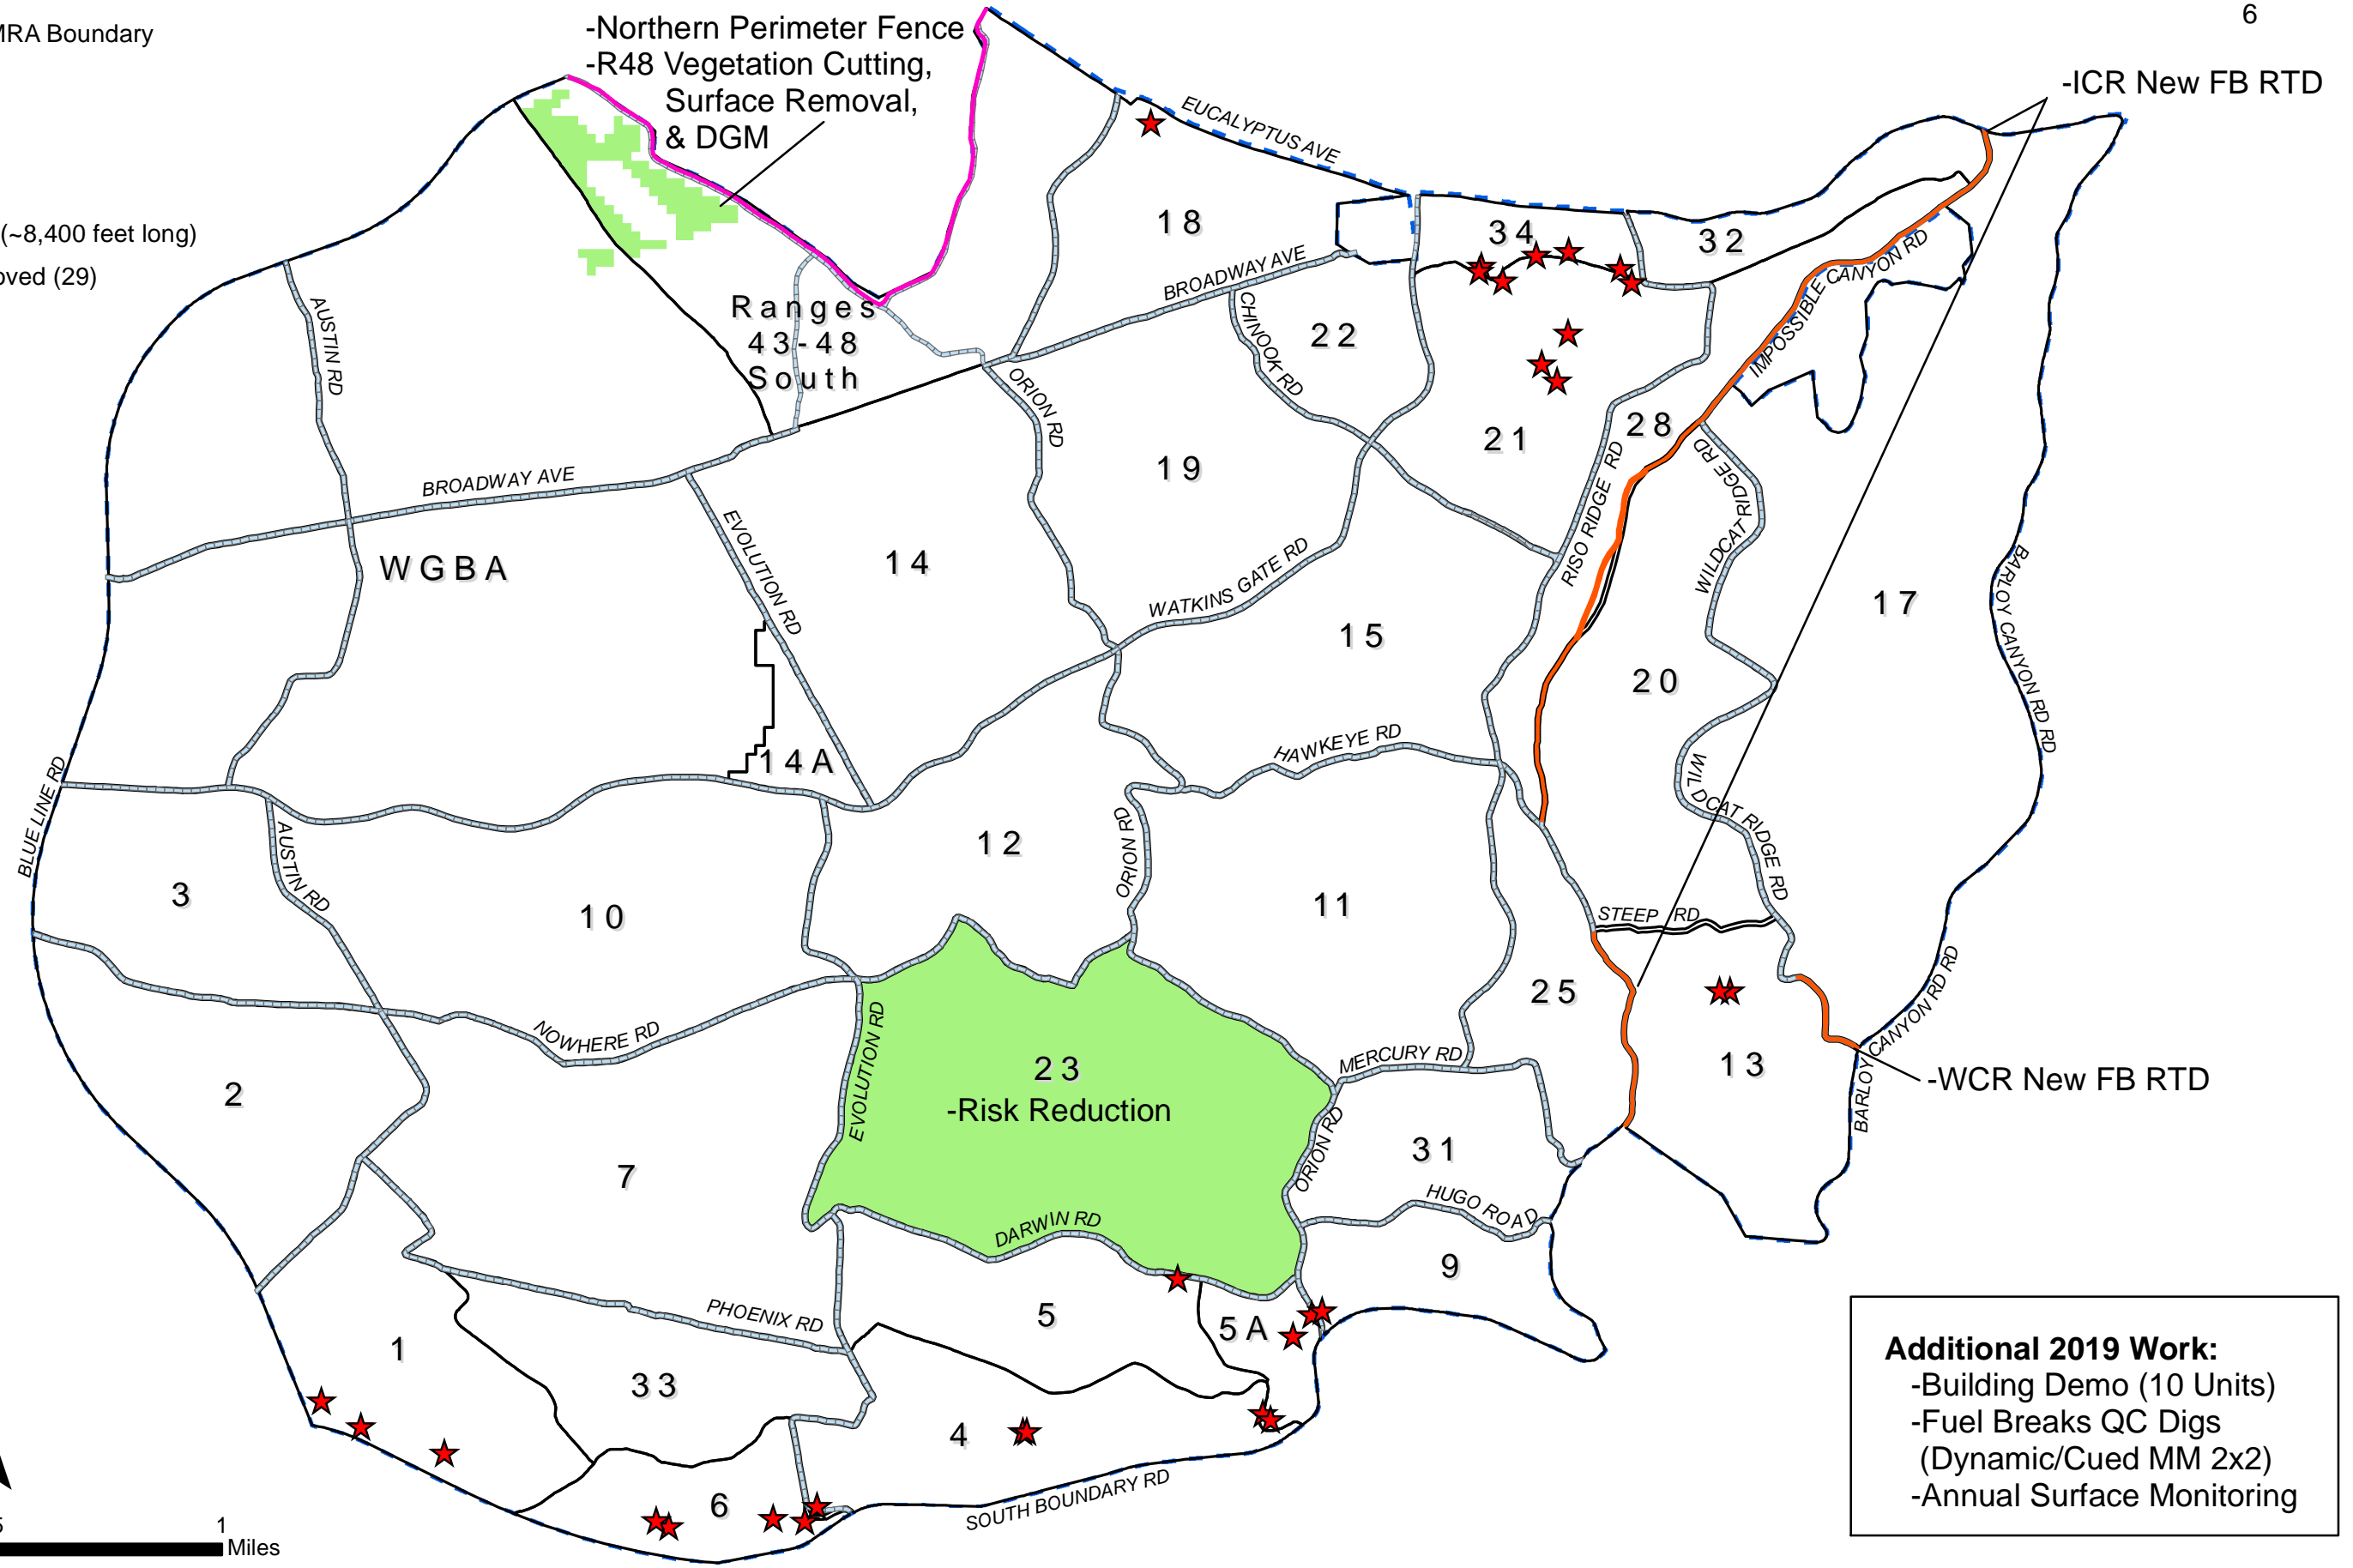 6
MRA Boundary
(~8,400 feet long)
oved (29)
-Northern Perimeter Fence
-R48 Vegetation Cutting,
Surface Removal,
& DGM
-ICR New FB RTD
EUCALYPTUS AVE
18
34
32
BROADWAY AVE
IMPOSSIBLE CANYON RD
Ranges
43-48
South
AUSTIN RD
CHINOOK RD
22
ORION RD
21
28
19
RISO RIDGE RD
WILDCAT RIDGE RD
BROADWAY AVE
EVOLUTION RD
WGBA
14
WATKINS GATE RD
15
17
BARLOY CANYON RD RD
20
14A
HAWKEYE RD
WILDCAT RIDGE RD
BLUE LINE RD
AUSTIN RD
12
ORION RD
3
10
11
STEEP RD
25
NOWHERE RD
EVOLUTION RD
23
-Risk Reduction
MERCURY RD
13
BARLOY CANYON RD RD
-WCR New FB RTD
2
7
ORION RD
31
HUGO ROAD
DARWIN RD
9
PHOENIX RD
5
5A
1
33
4
6
SOUTH BOUNDARY RD
Additional 2019 Work:
-Building Demo (10 Units)
-Fuel Breaks QC Digs
(Dynamic/Cued MM 2x2)
-Annual Surface Monitoring
5
1
Miles